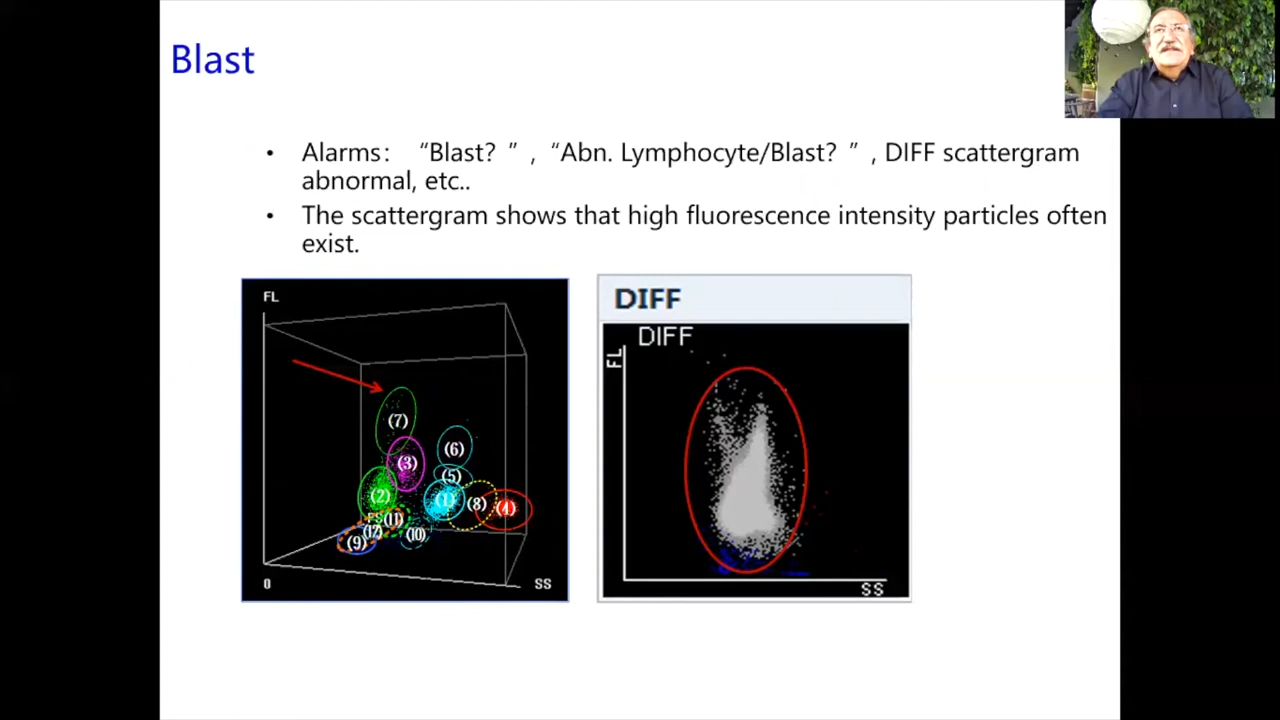 Blast
• Alarms： “Blast? ”, “Abn. Lymphocyte/Blast? ”, DIFF scattergram
abnormal, etc..
• The scattergram shows that high fluorescence intensity particles often
exist.
FL
(7)
(6)
(3)
(5)
(2)
(1)
(8)
(4)
FS
(11)
(12)
(10)
(9)
0
SS
DIFF
DIFF
FL
SS